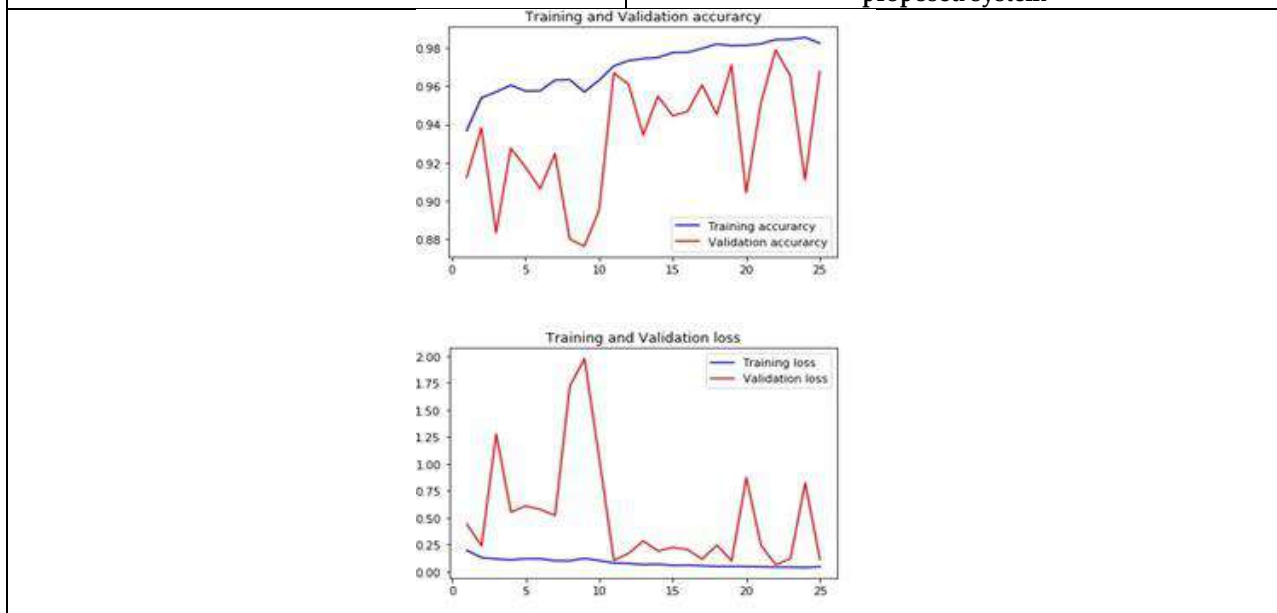 proposed system
Training and Validation accurarcy
0.98
0.96
0.94
0.92
0.90
0.88
Training accurarcy
Validation accurarcy
0 5 10 15 20 25
Training and Validation loss
2.00
1.75
1.50
1.25
1.00
0.75
0.50
0.25
0.00
Training loss
Validation loss
0 5 10 15 20 25